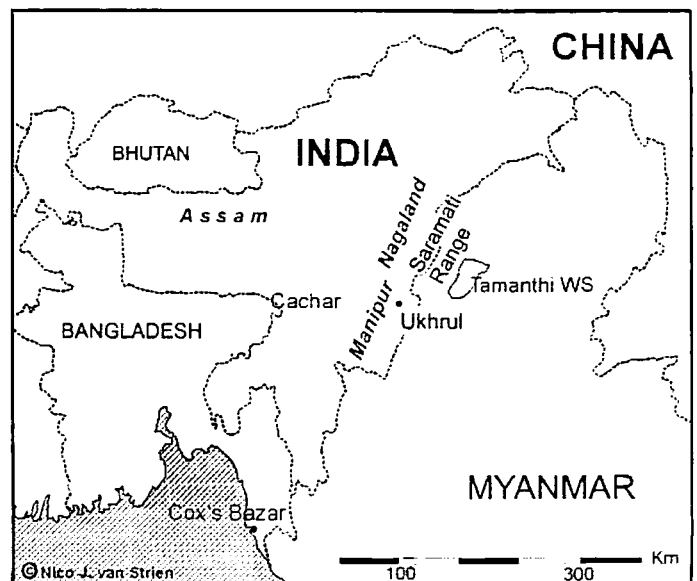 CHINA
BHUTAN
INDIA
Assam
Nagaland
Manipur
Saramati
Range
Tamanthi WS
Cachar
Ukhrul
BANGLADESH
MYANMAR
Cox's Bazar
Km
100
300
©Nico J. van Strien